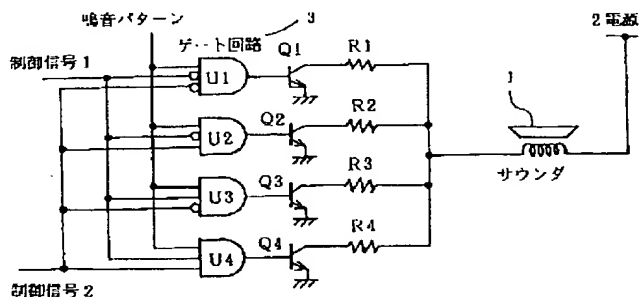 鳴音パターン
ゲート回路
3
2 電源
制御信号1
制御信号2
U1
U2
U3
U4
Q1
Q2
Q3
Q4
R1
R2
R3
R4
1
サウンダ